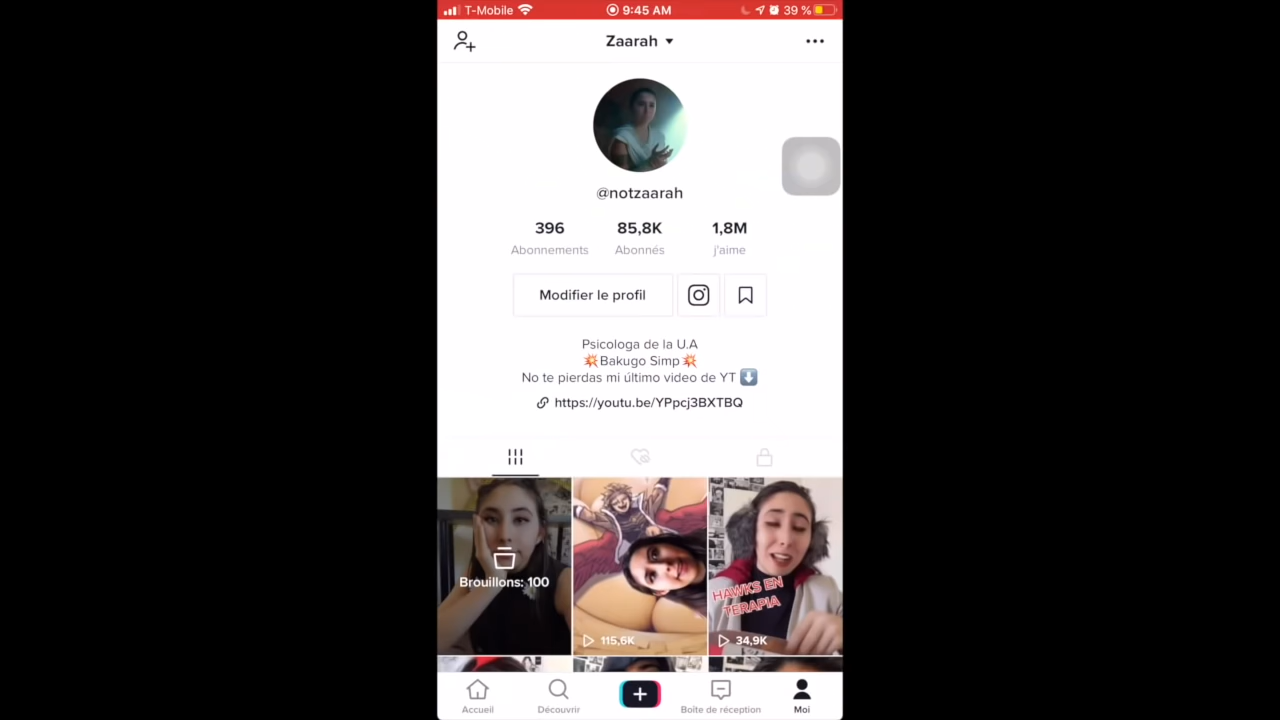 T-Mobile 9:45 AM 39 %
Zaarah
@notzaarah
396 85,8K 1,8M
Abonnements Abonnés j'aime
Modifier le profil
Psicologa de la U.A
💥Bakugo Simp💥
No te pierdas mi último video de YT ⬇️
https://youtu.be/YPpcj3BXTBQ
Brouillons: 100
115,6K
HAWKS EN
TERAPIA
34,9K
Accueil Découvrir Boîte de réception Moi